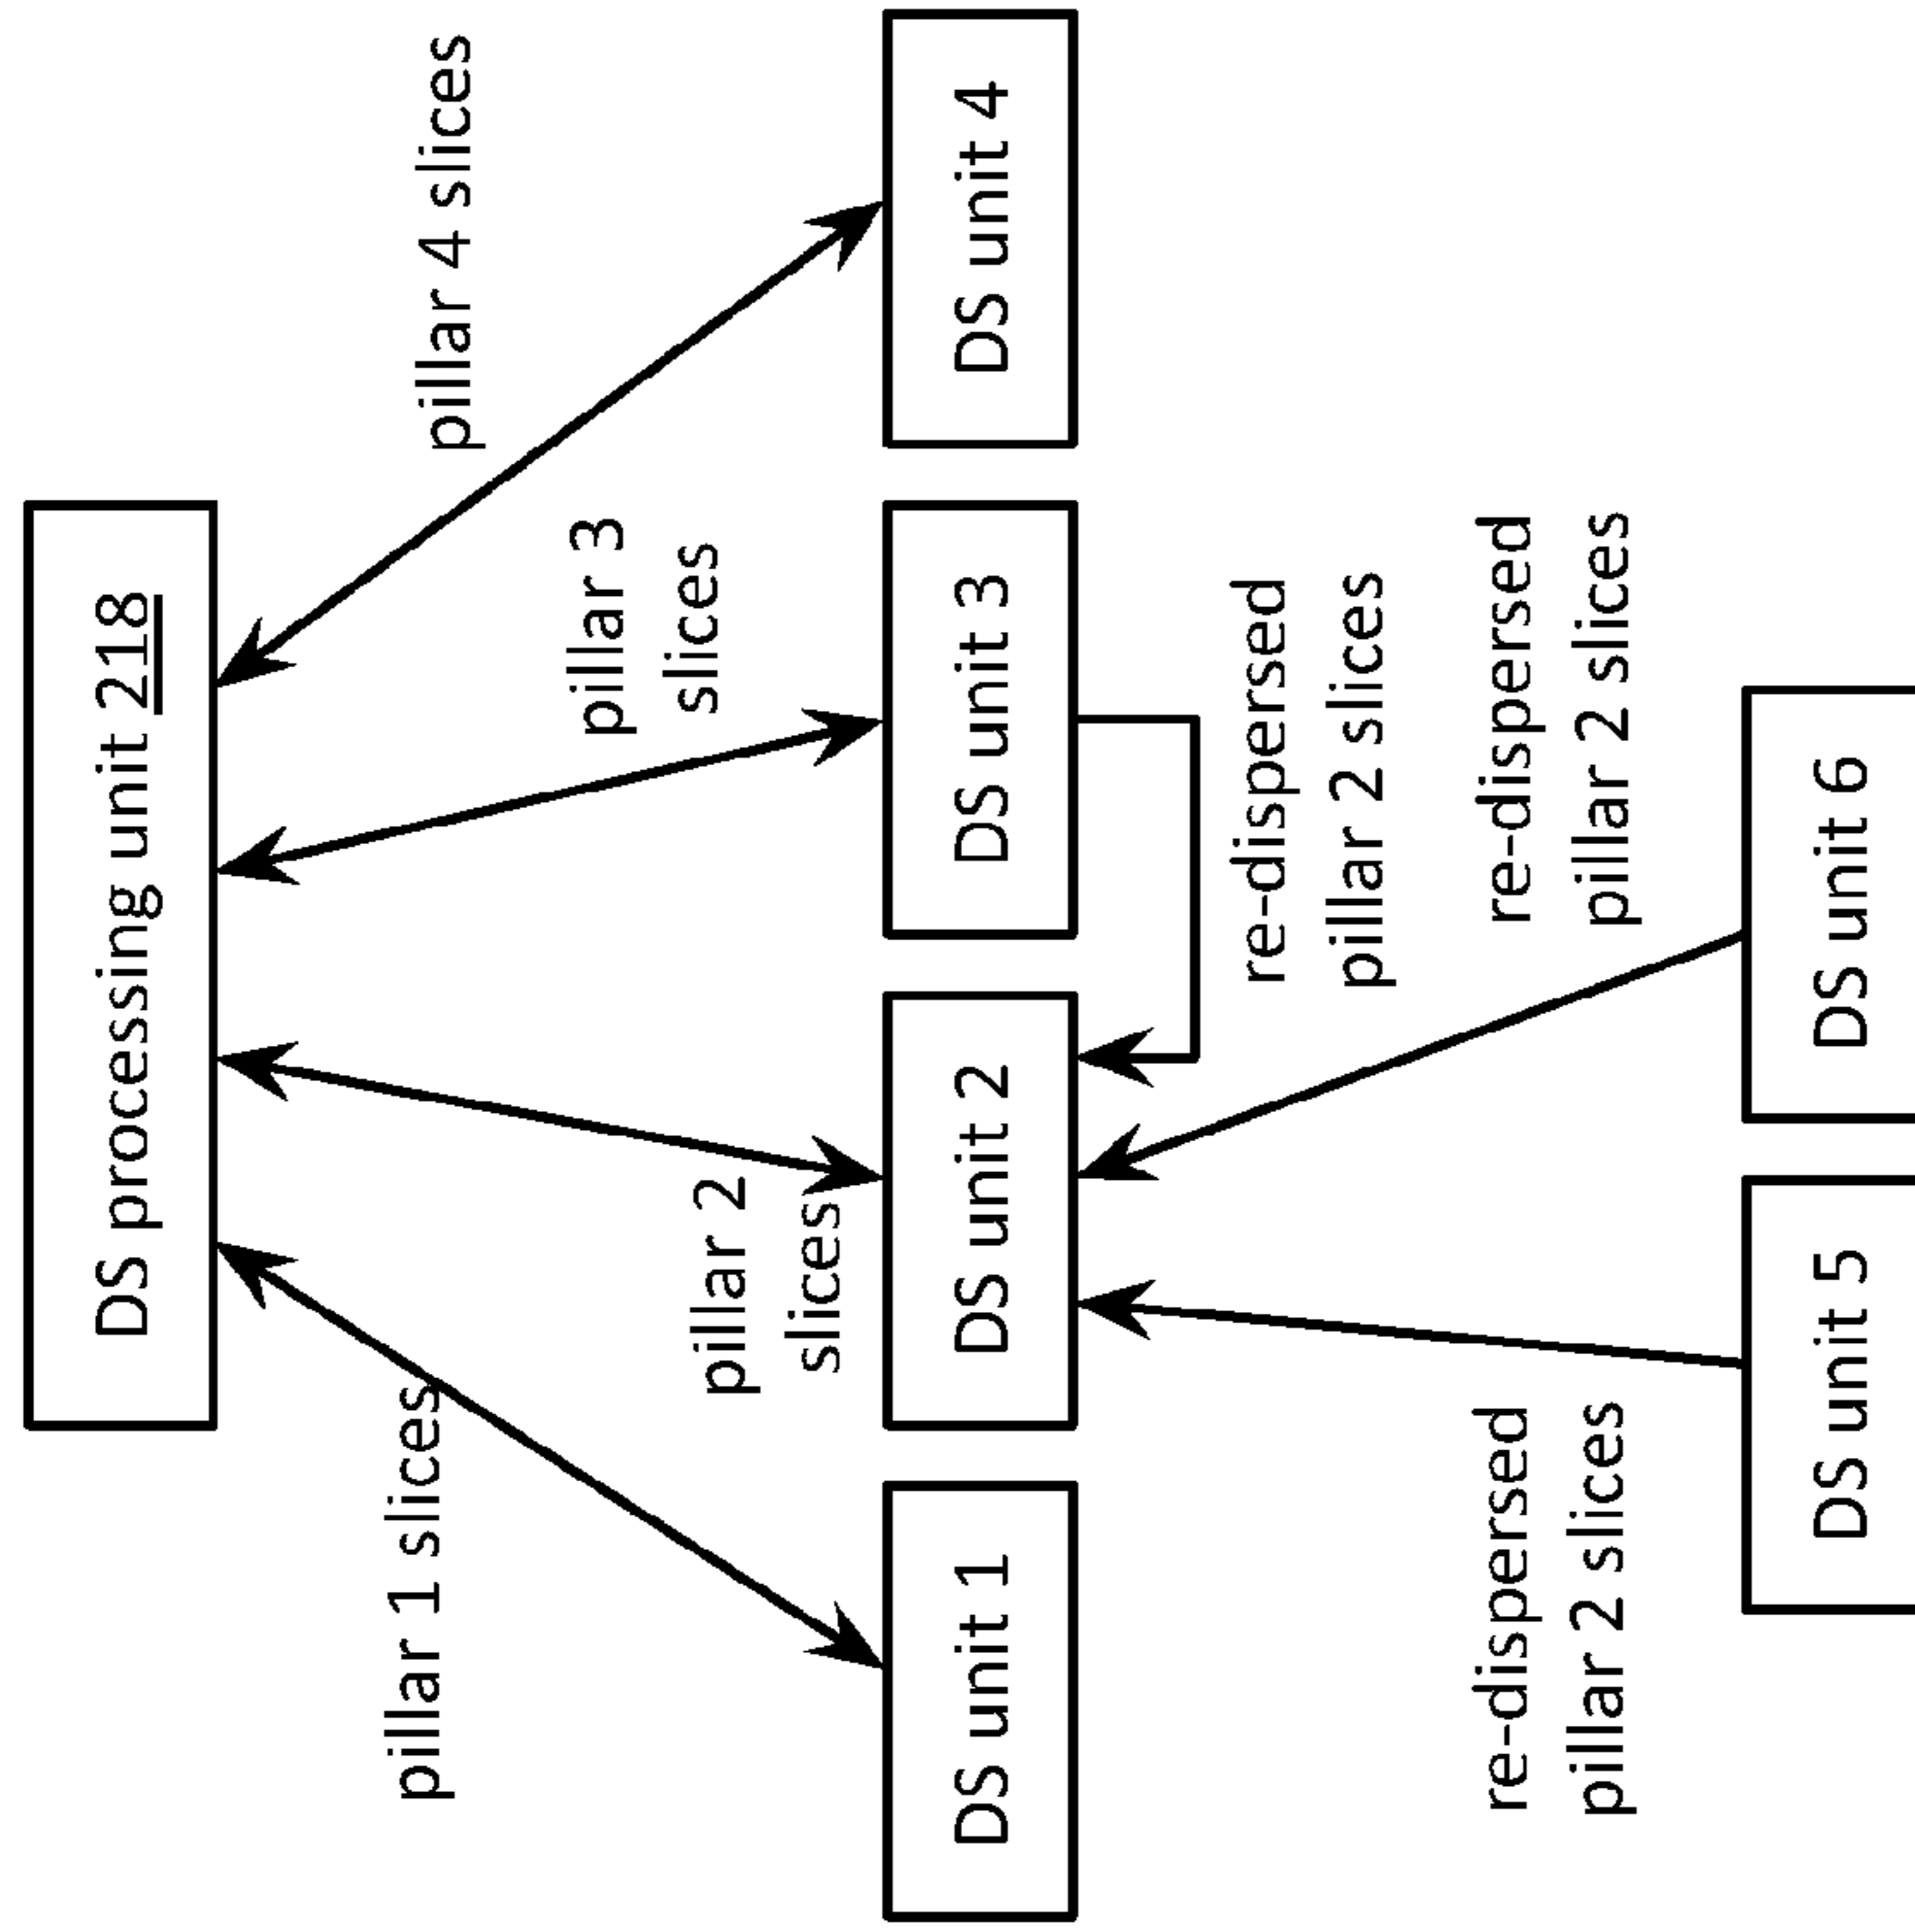 DS processing unit 218
pillar 1 slices
pillar 2
slices
pillar 3
slices
pillar 4 slices
DS unit 1
DS unit 2
DS unit 3
DS unit 4
re-dispersed
pillar 2 slices
re-dispersed
pillar 2 slices
re-dispersed
pillar 2 slices
DS unit 5
DS unit 6